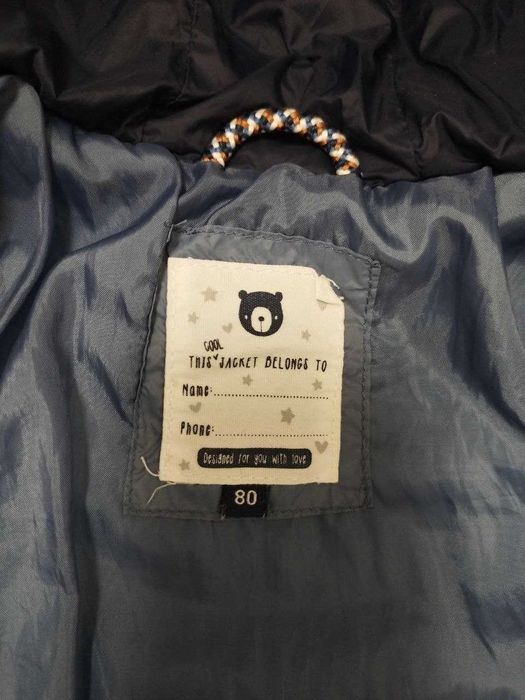 COOL
THIS JACKET BELONGS TO
Name:
Phone:
Designed for you with love
80